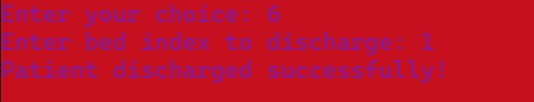 Enter your choice: 6
Enter bed index to discharge: 1
Patient discharged successfully!